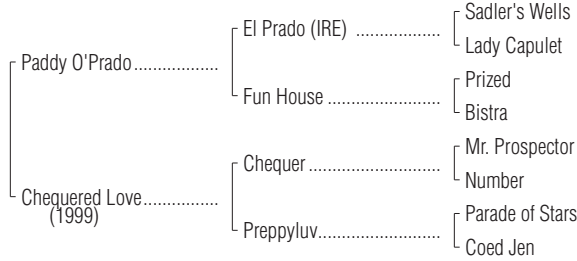 Sadler's Wells
El Prado (IRE) ..................
Lady Capulet
Paddy O'Prado..................
Prized
Fun House ........................
Bistra
Mr. Prospector
Chequer ............................
Number
Chequered Love................
(1999)
Parade of Stars
Preppyluv..........................
Coed Jen